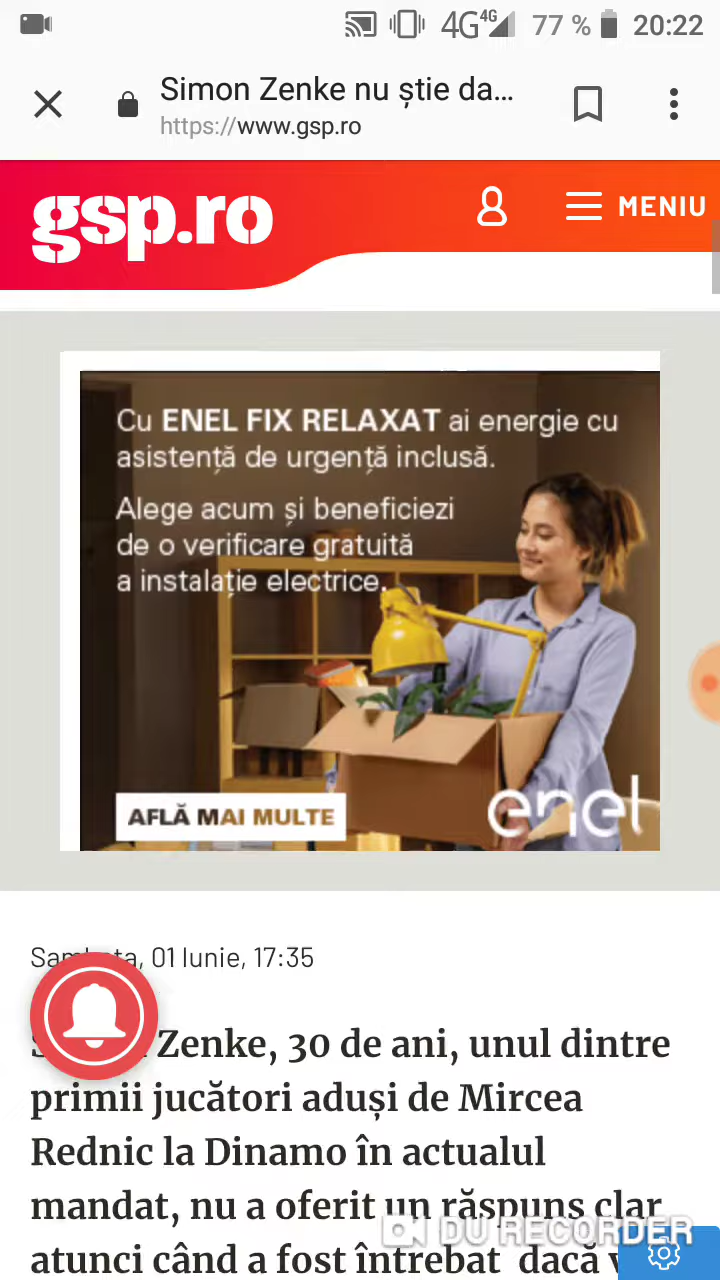 4G 4G 77 % 20:22
Simon Zenke nu știe da...
https://www.gsp.ro
gsp.ro
MENIU
Cu ENEL FIX RELAXAT ai energie cu
asistență de urgență inclusă.
Alege acum și beneficiezi
de o verificare gratuită
a instalație electrice.
AFLĂ MAI MULTE
enel
01 Iunie, 17:35
Zenke, 30 de ani, unul dintre
primii jucători aduși de Mircea
Rednic la Dinamo în actualul
mandat, nu a oferit un răspuns clar
atunci când a fost întrebat dacă
DU RECORDER